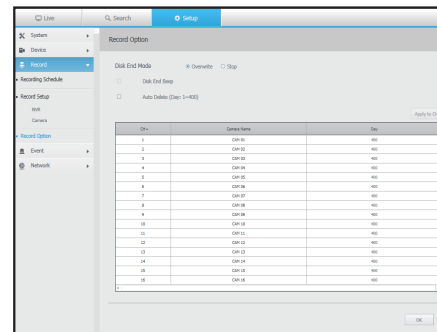 Live
Search
Setup
System
Device
Record
Recording Schedule
Record Setup
NVR
Camera
Record Option
Event
Network
Record Option
Disk End Mode
Overwrite
Stop
Disk End Beep
Auto Delete (Day: 1~400)
Apply to Ch
CH
Camera Name
Day
1 CAM 01 400
2 CAM 02 400
3 CAM 03 400
4 CAM 04 400
5 CAM 05 400
6 CAM 06 400
7 CAM 07 400
8 CAM 08 400
9 CAM 09 400
10 CAM 10 400
11 CAM 11 400
12 CAM 12 400
13 CAM 13 400
14 CAM 14 400
15 CAM 15 400
16 CAM 16 400
OK